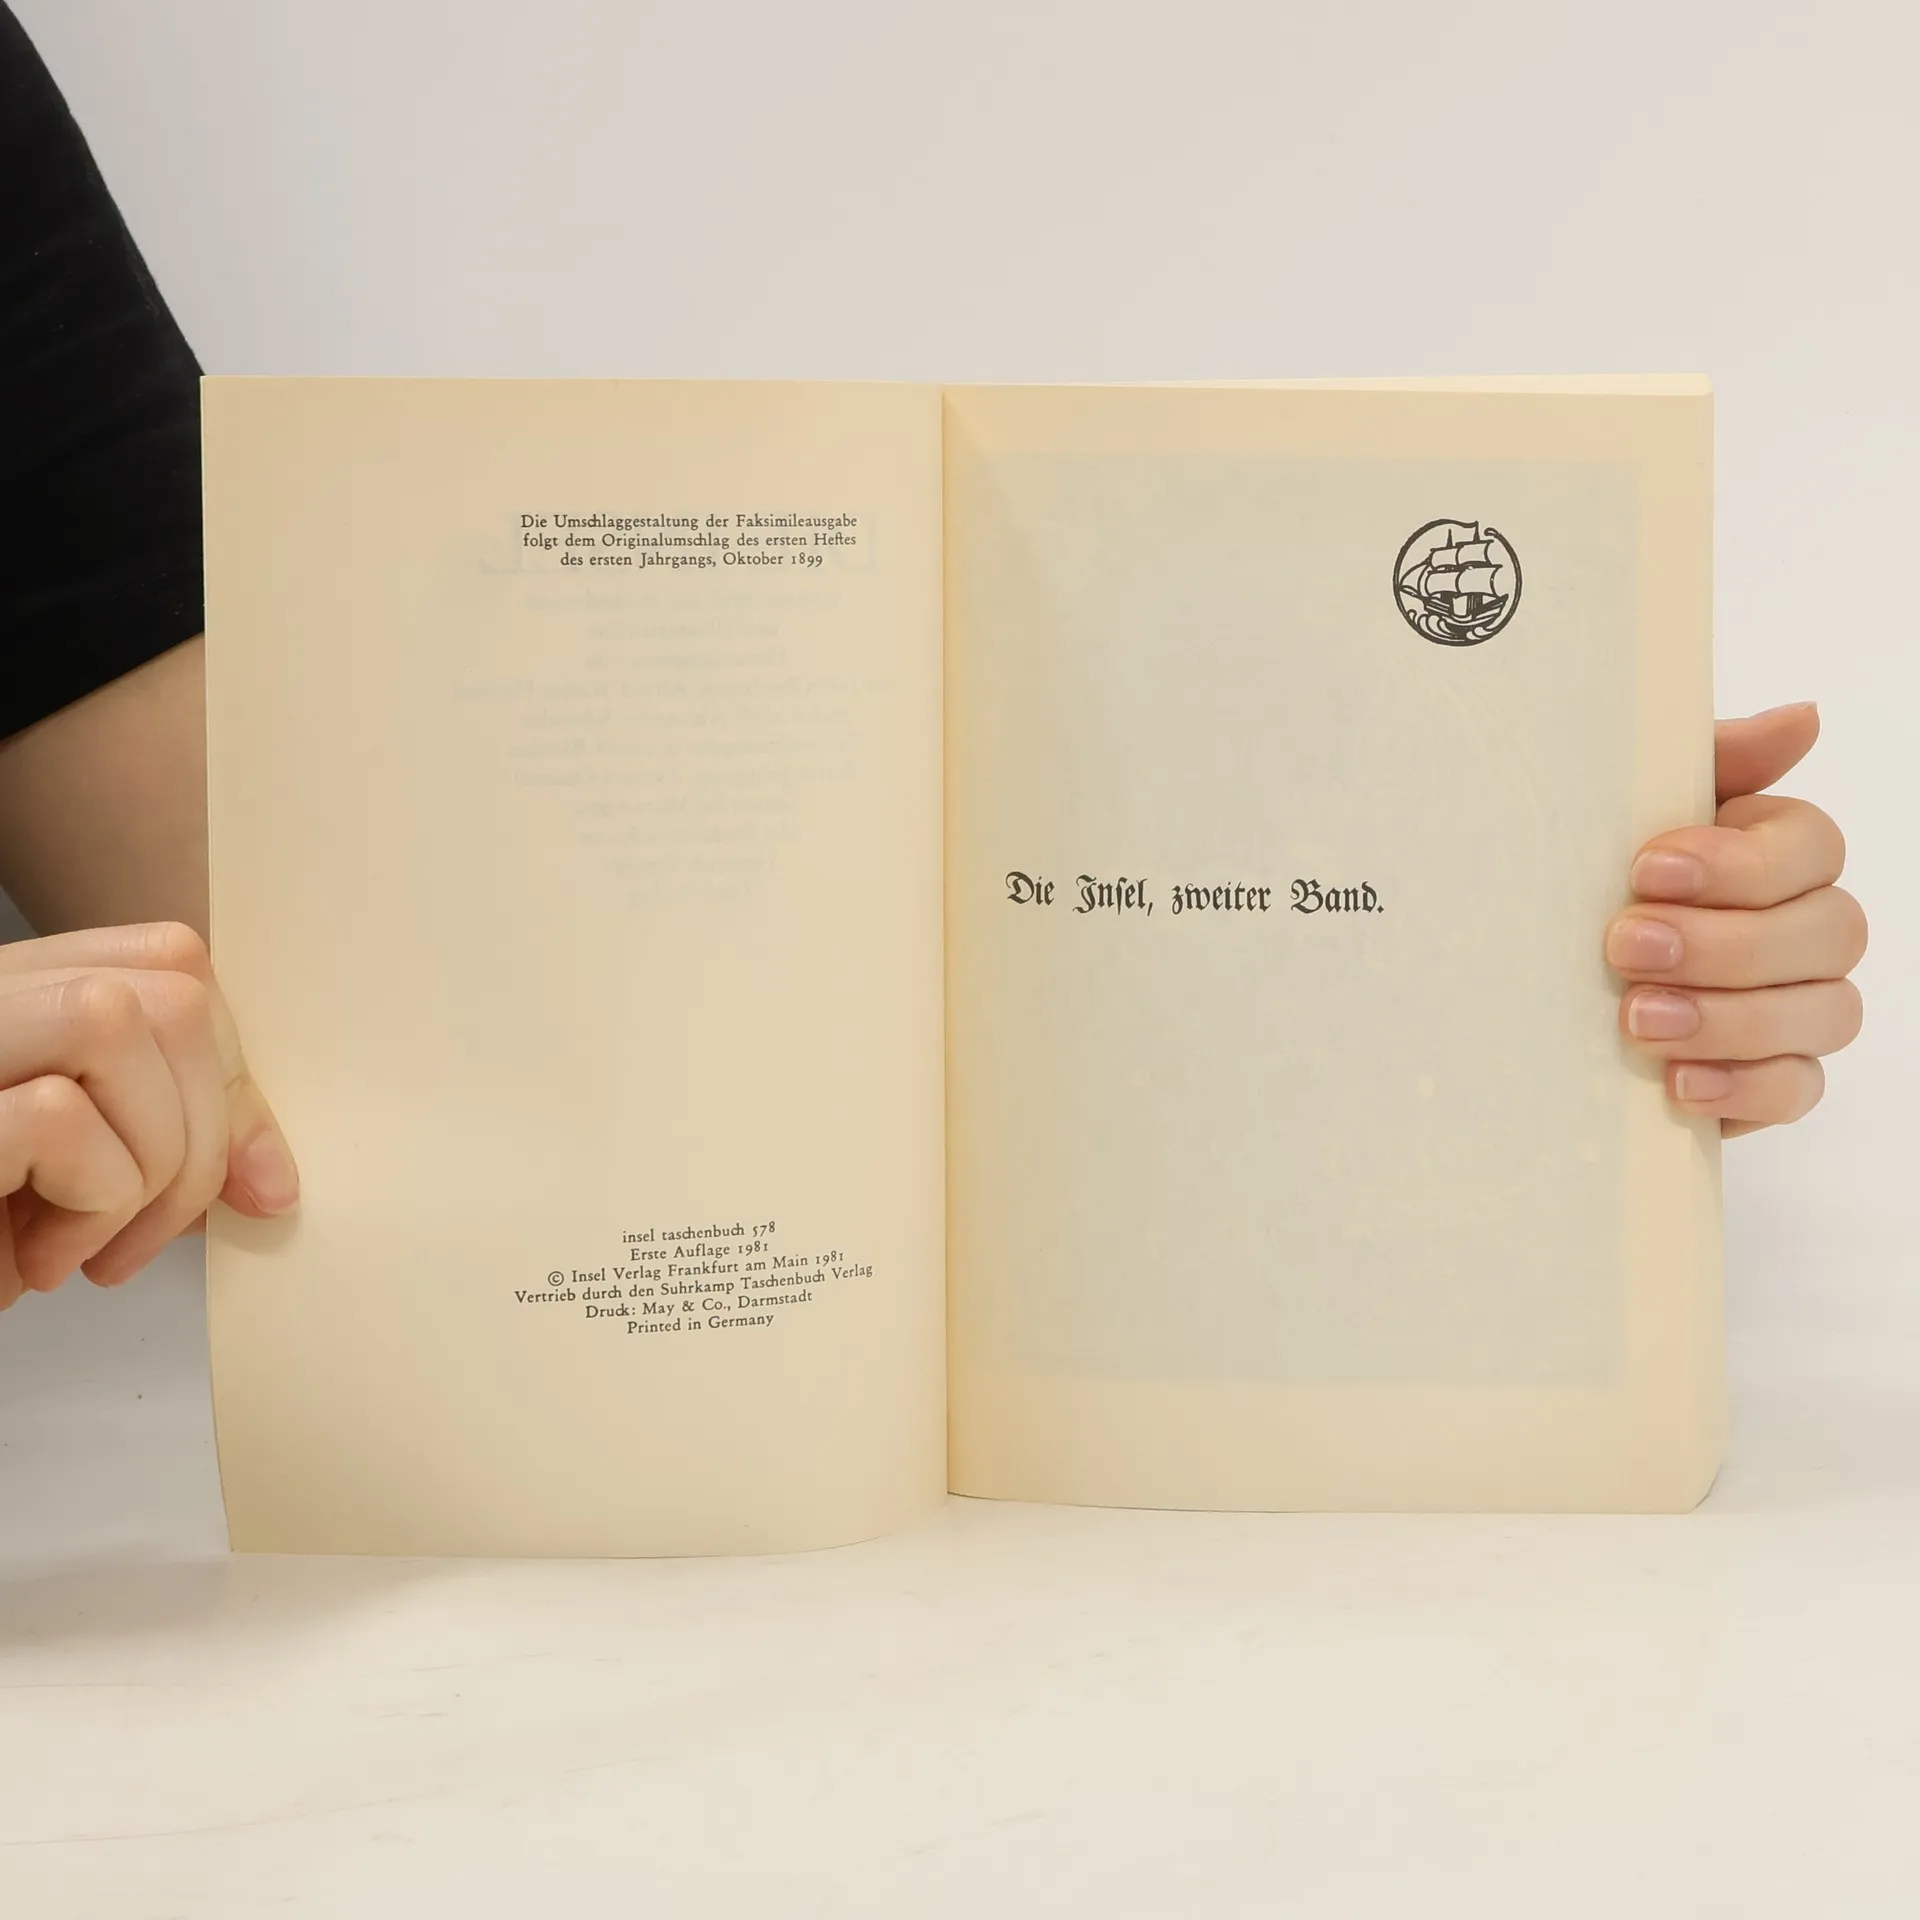 Die Umschlaggestaltung der Faksimileausgabe
folgt dem Originalumschlag des ersten Heftes
des ersten Jahrgangs, Oktober 1899
insel taschenbuch 578
Erste Auflage 1981
© Insel Verlag Frankfurt am Main 1981
Vertrieb durch den Suhrkamp Taschenbuch Verlag
Druck: May & Co., Darmstadt
Printed in Germany
Die Inſel, zweiter Band.